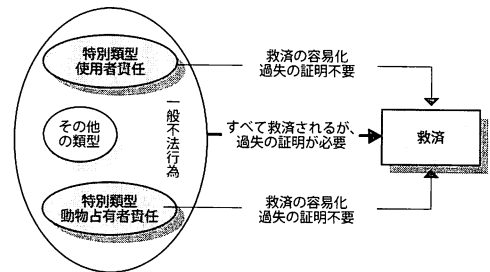 特別類型
使用者責任
救済の容易化
過失の証明不要
その他
の類型
一般不法行為
すべて救済されるが、
過失の証明が必要
救済
特別類型
動物占有者責任
救済の容易化
過失の証明不要